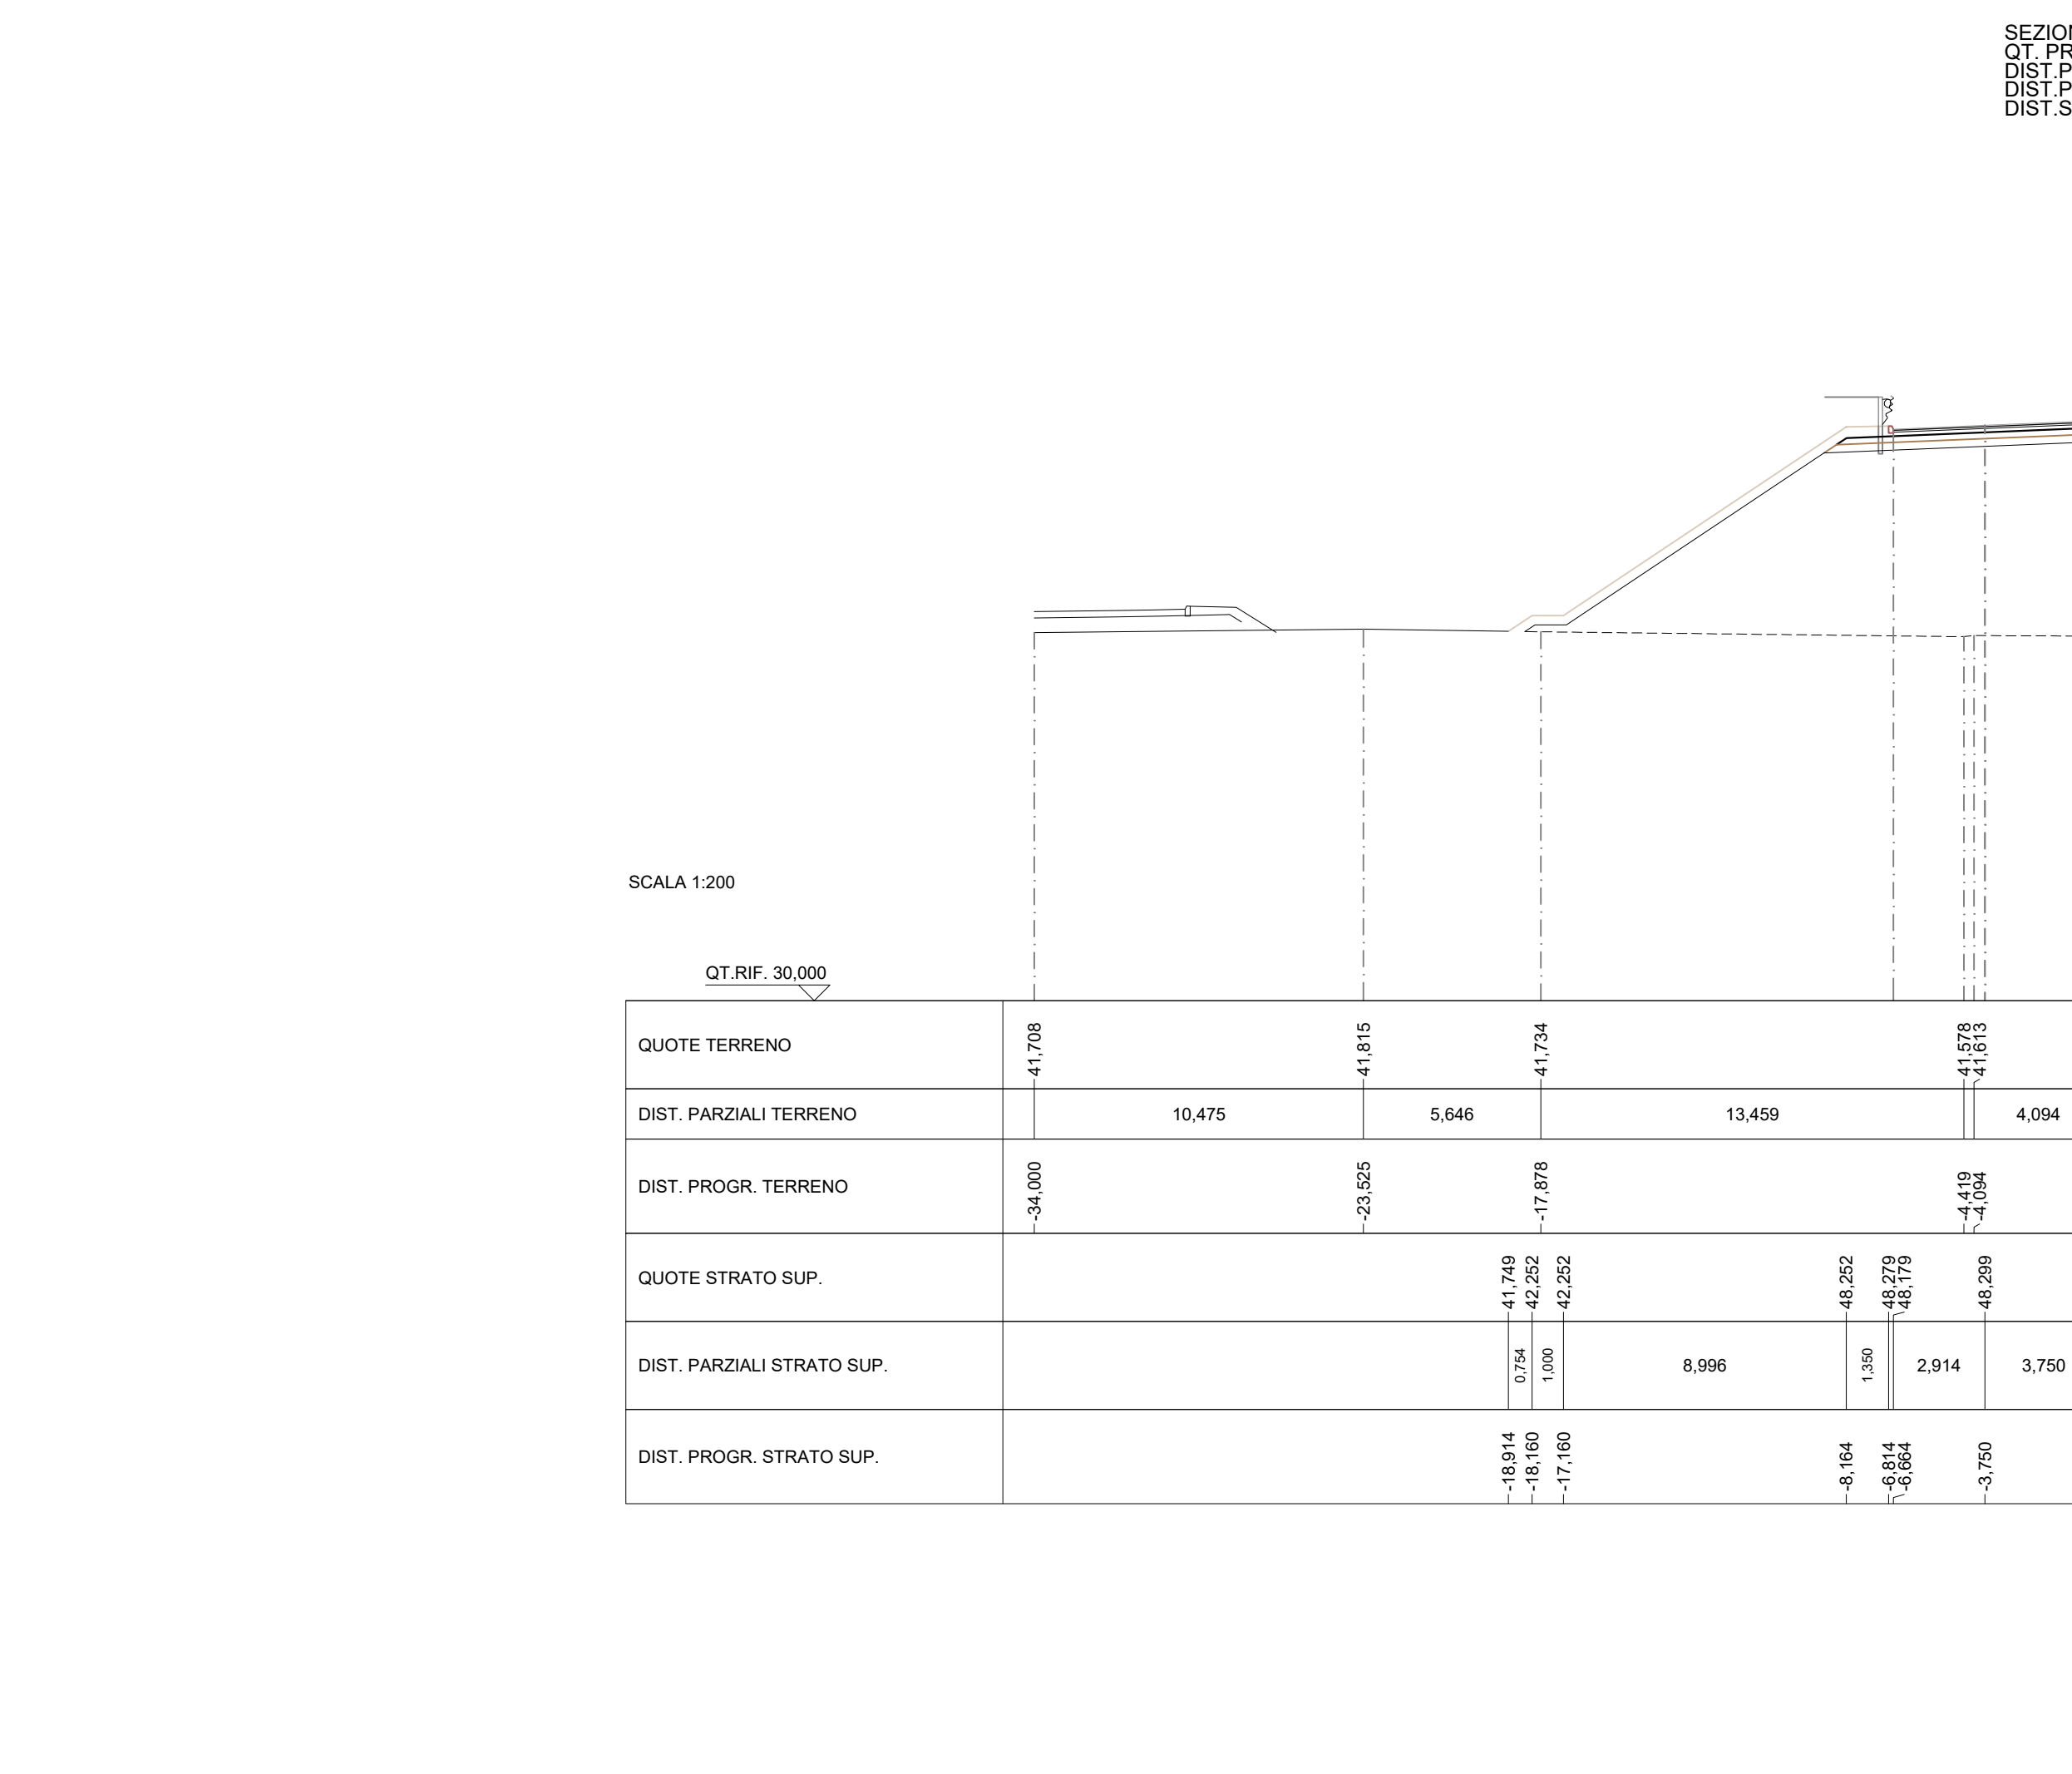 SEZIO
QT. PR
DIST.P
DIST.P
DIST.S
SCALA 1:200
QT.RIF. 30,000
QUOTE TERRENO 41,708 41,815 41,734 41,578 41,613
DIST. PARZIALI TERRENO 10,475 5,646 13,459 4,094
DIST. PROGR. TERRENO -34,000 -23,525 -17,878 -4,419 -4,094
QUOTE STRATO SUP. 41,749 42,252 42,252 48,252 48,279 48,179 48,299
DIST. PARZIALI STRATO SUP. 0,754 1,000 8,996 1,350 2,914 3,750
DIST. PROGR. STRATO SUP. -18,914 -18,160 -17,160 -8,164 -6,814 -6,664 -3,750